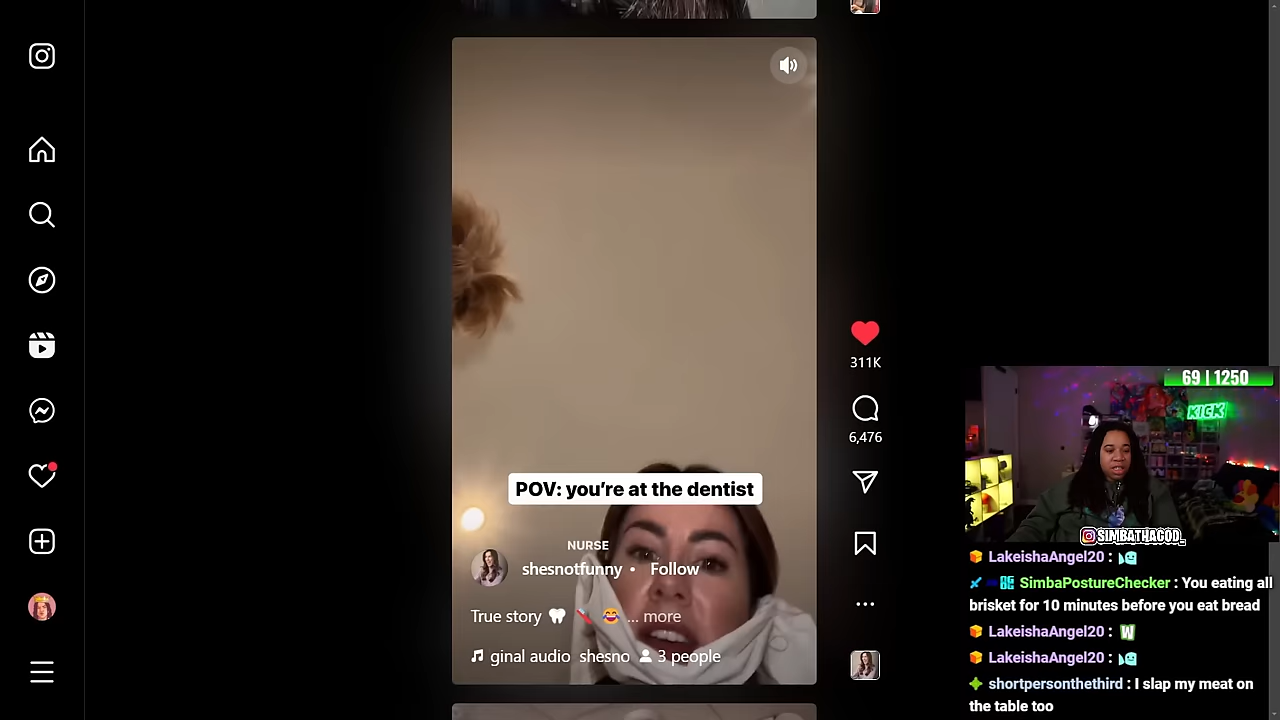 POV: you're at the dentist
NURSE
shesnotfunny • Follow
True story 🦷 🪥 😂 ... more
ginal audio shesno 3 people
311K
6,476
69 | 1250
KICK
SIMBATHAGOD_
LakeishaAngel20 :
SimbaPostureChecker : You eating all
brisket for 10 minutes before you eat bread
LakeishaAngel20 : W
LakeishaAngel20 :
shortpersonthethird : I slap my meat on
the table too